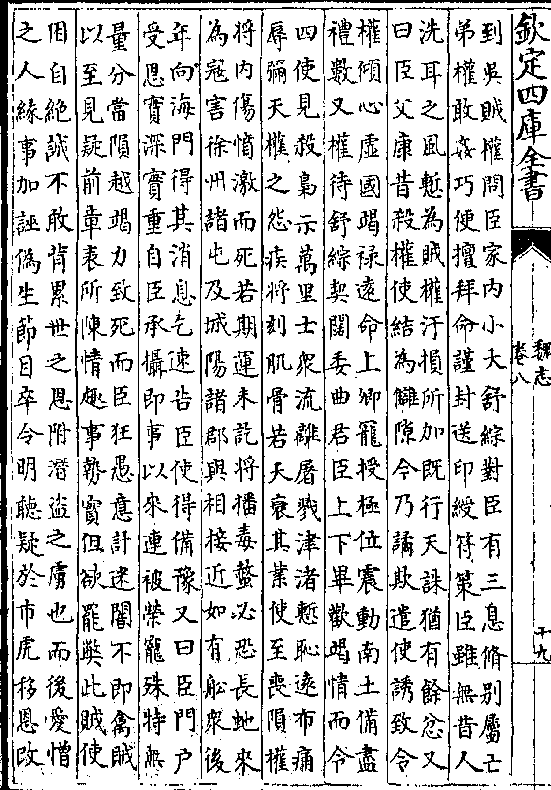 欽定四庫全書
魏志
卷八
十九
到吳賊權問臣家内小大舒綜對臣有三息脩别屬亡
弟權敢姦巧便擅拜命謹封送印綬符策臣雖無昔人
洗耳之風慙為賊權汙損所加既行天誅猶有餘忿又
曰臣父康昔殺權使結為讎隙今乃譎欺遣使誘致令
權傾心虛國竭禄遠命上卿寵授極位震動南土備盡
禮數又權待舒綜契闊委曲君臣上下畢歡竭情而令
四使見殺梟示萬里士衆流離屠戮津渚慙恥遠布痛
辱彌天權之怨疾將刻肌骨若天衰其業使至喪隕權
將内傷憤激而死若期運未訖將播毒螫必恐長虵來
為寇害徐州諸屯及城陽諸郡與相接近如有船衆後
年向海門得其消息乞速告臣使得備豫又曰臣門户
受恩實深實重自臣承攝即事以來連被榮寵殊特無
量分當隕越竭力致死而臣狂愚意計迷闇不即禽賊
以至見疑前章表所陳情趣事勢實但欲罷弊此賊使
困自絕誠不敢背累世之恩附潛盜之虜也而後愛憎
之人緣事加誣偽生節目卒令明聽疑於市虎移恩改